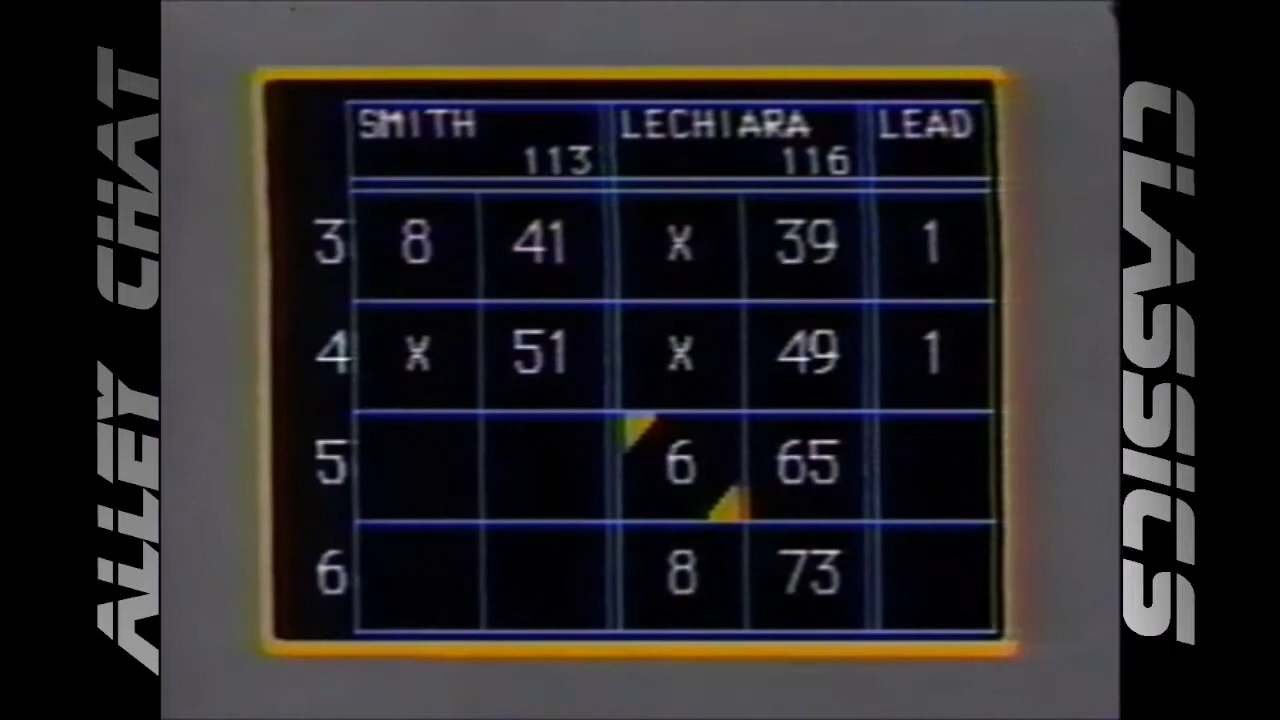 ALLEY CHAT
SMITH LECHIARA LEAD
113 116
3 8 41 X 39 1
4 X 51 X 49 1
5 6 65
6 8 73
CLASSICS